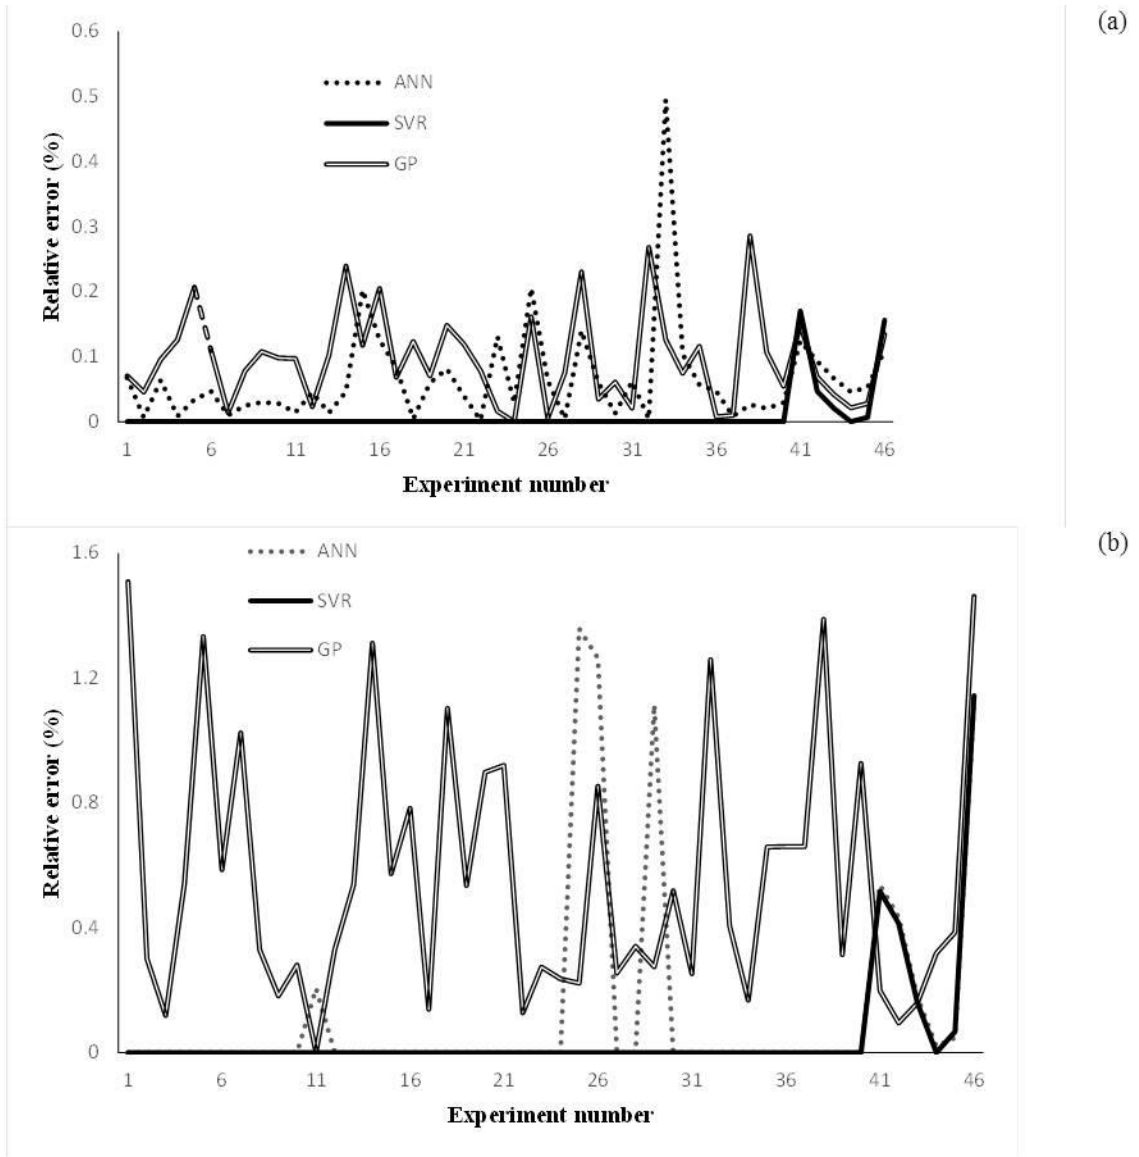 (a)
0.6
0.5
0.4
0.3
0.2
0.1
0
Relative error (%)
ANN
SVR
GP
1 6 11 16 21 26 31 36 41 46
Experiment number
(b)
1.6
1.2
0.8
0.4
0
Relative error (%)
ANN
SVR
GP
1 6 11 16 21 26 31 36 41 46
Experiment number